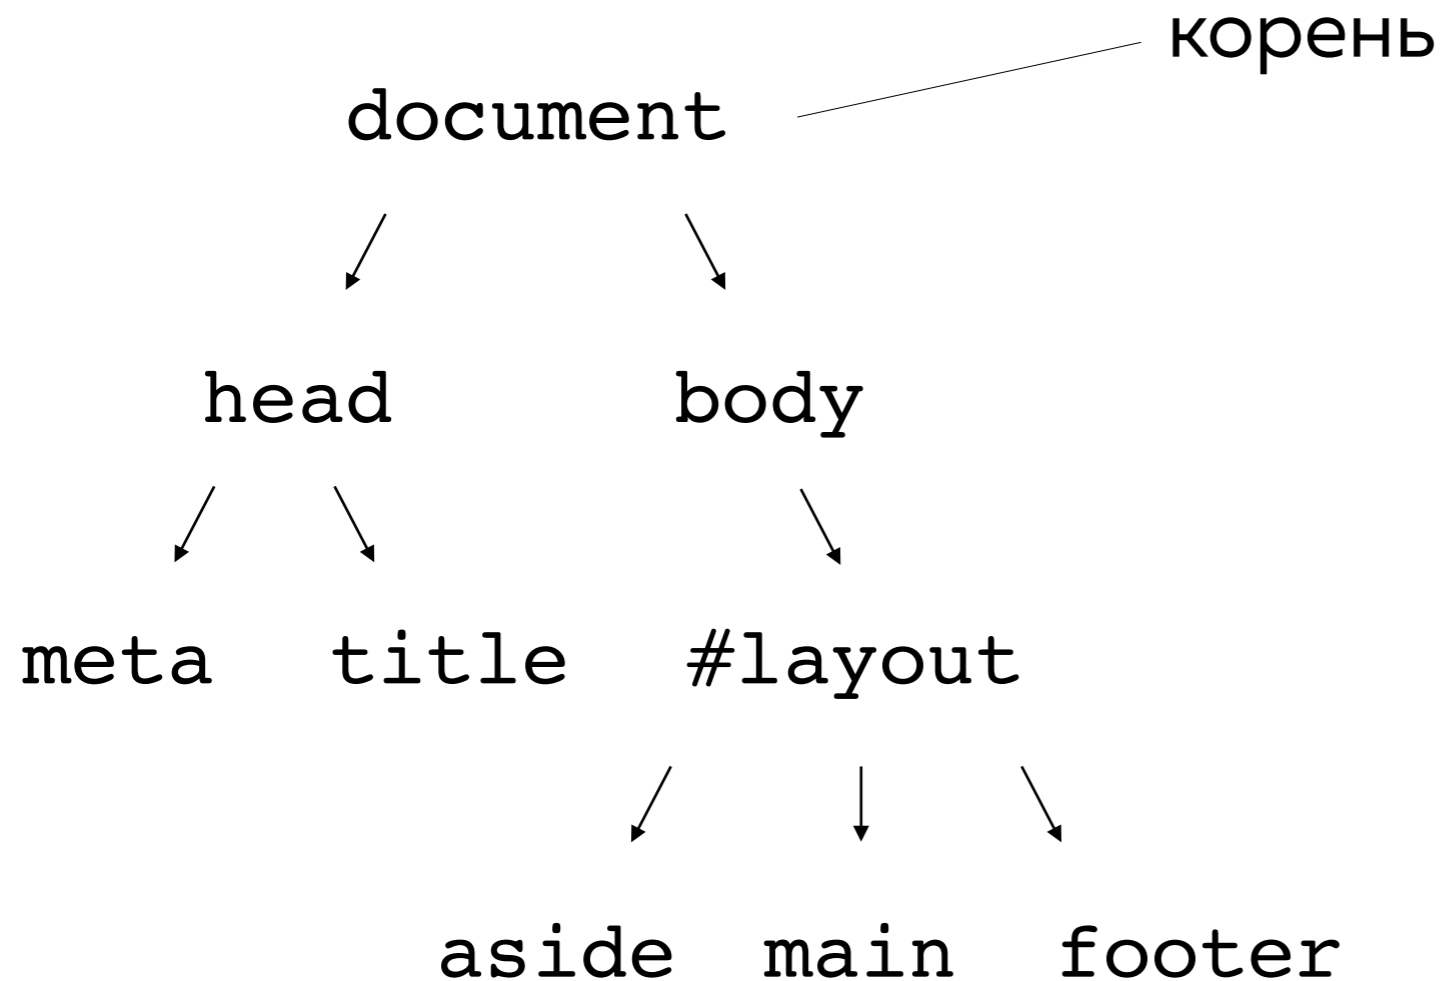 корень
document
head body
meta title #layout
aside main footer